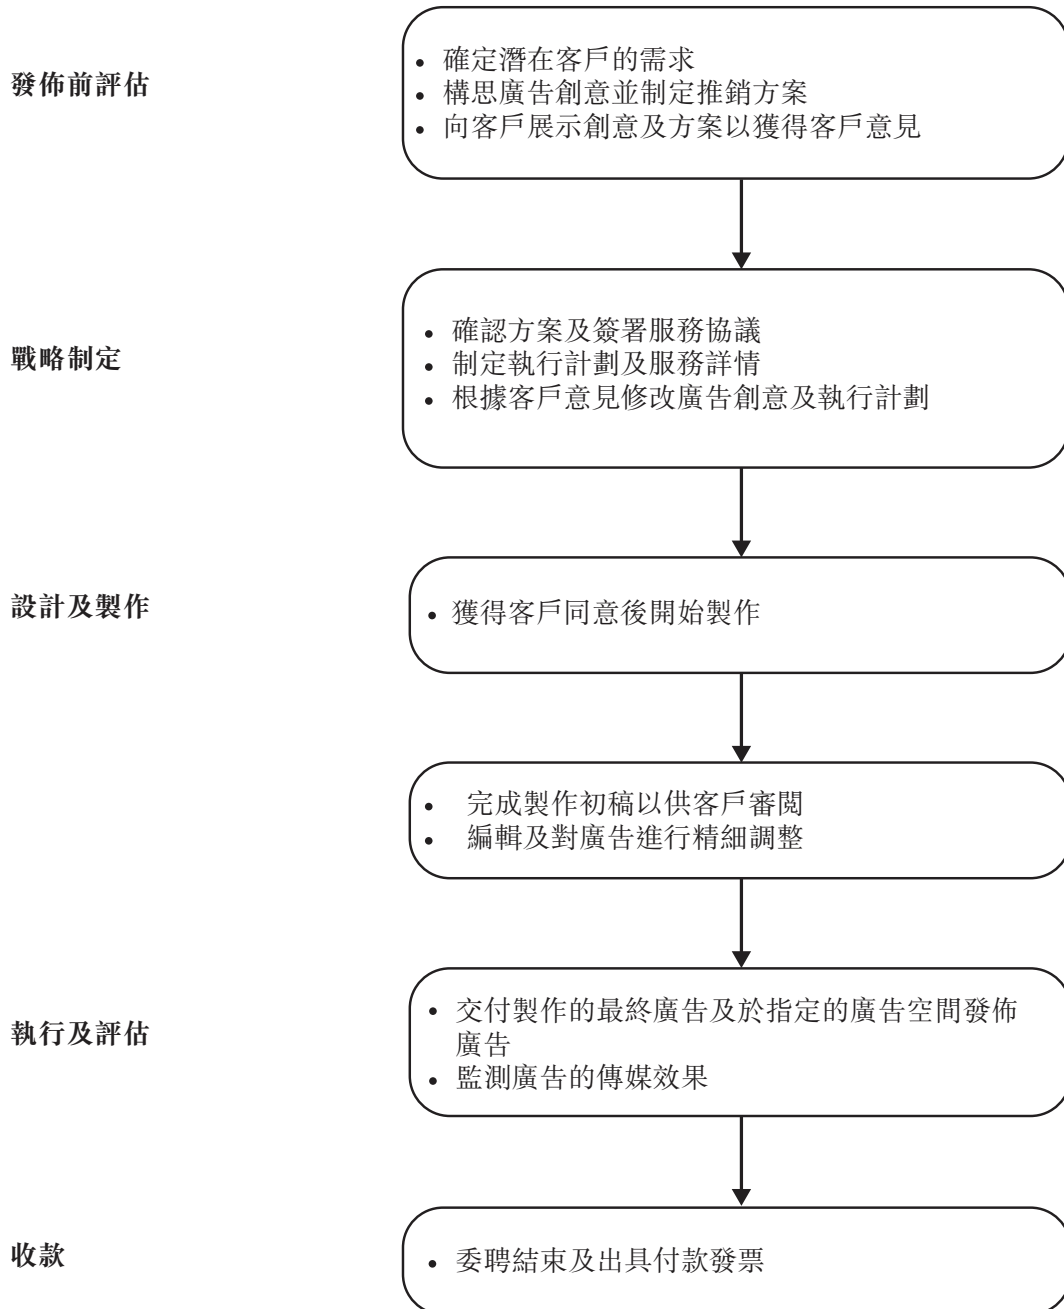 發佈前評估
• 確定潛在客戶的需求
• 構思廣告創意並制定推銷方案
• 向客戶展示創意及方案以獲得客戶意見
戰略制定
• 確認方案及簽署服務協議
• 制定執行計劃及服務詳情
• 根據客戶意見修改廣告創意及執行計劃
設計及製作
• 獲得客戶同意後開始製作
• 完成製作初稿以供客戶審閱
• 編輯及對廣告進行精細調整
執行及評估
• 交付製作的最終廣告及於指定的廣告空間發佈
廣告
• 監測廣告的傳媒效果
收款
• 委聘結束及出具付款發票